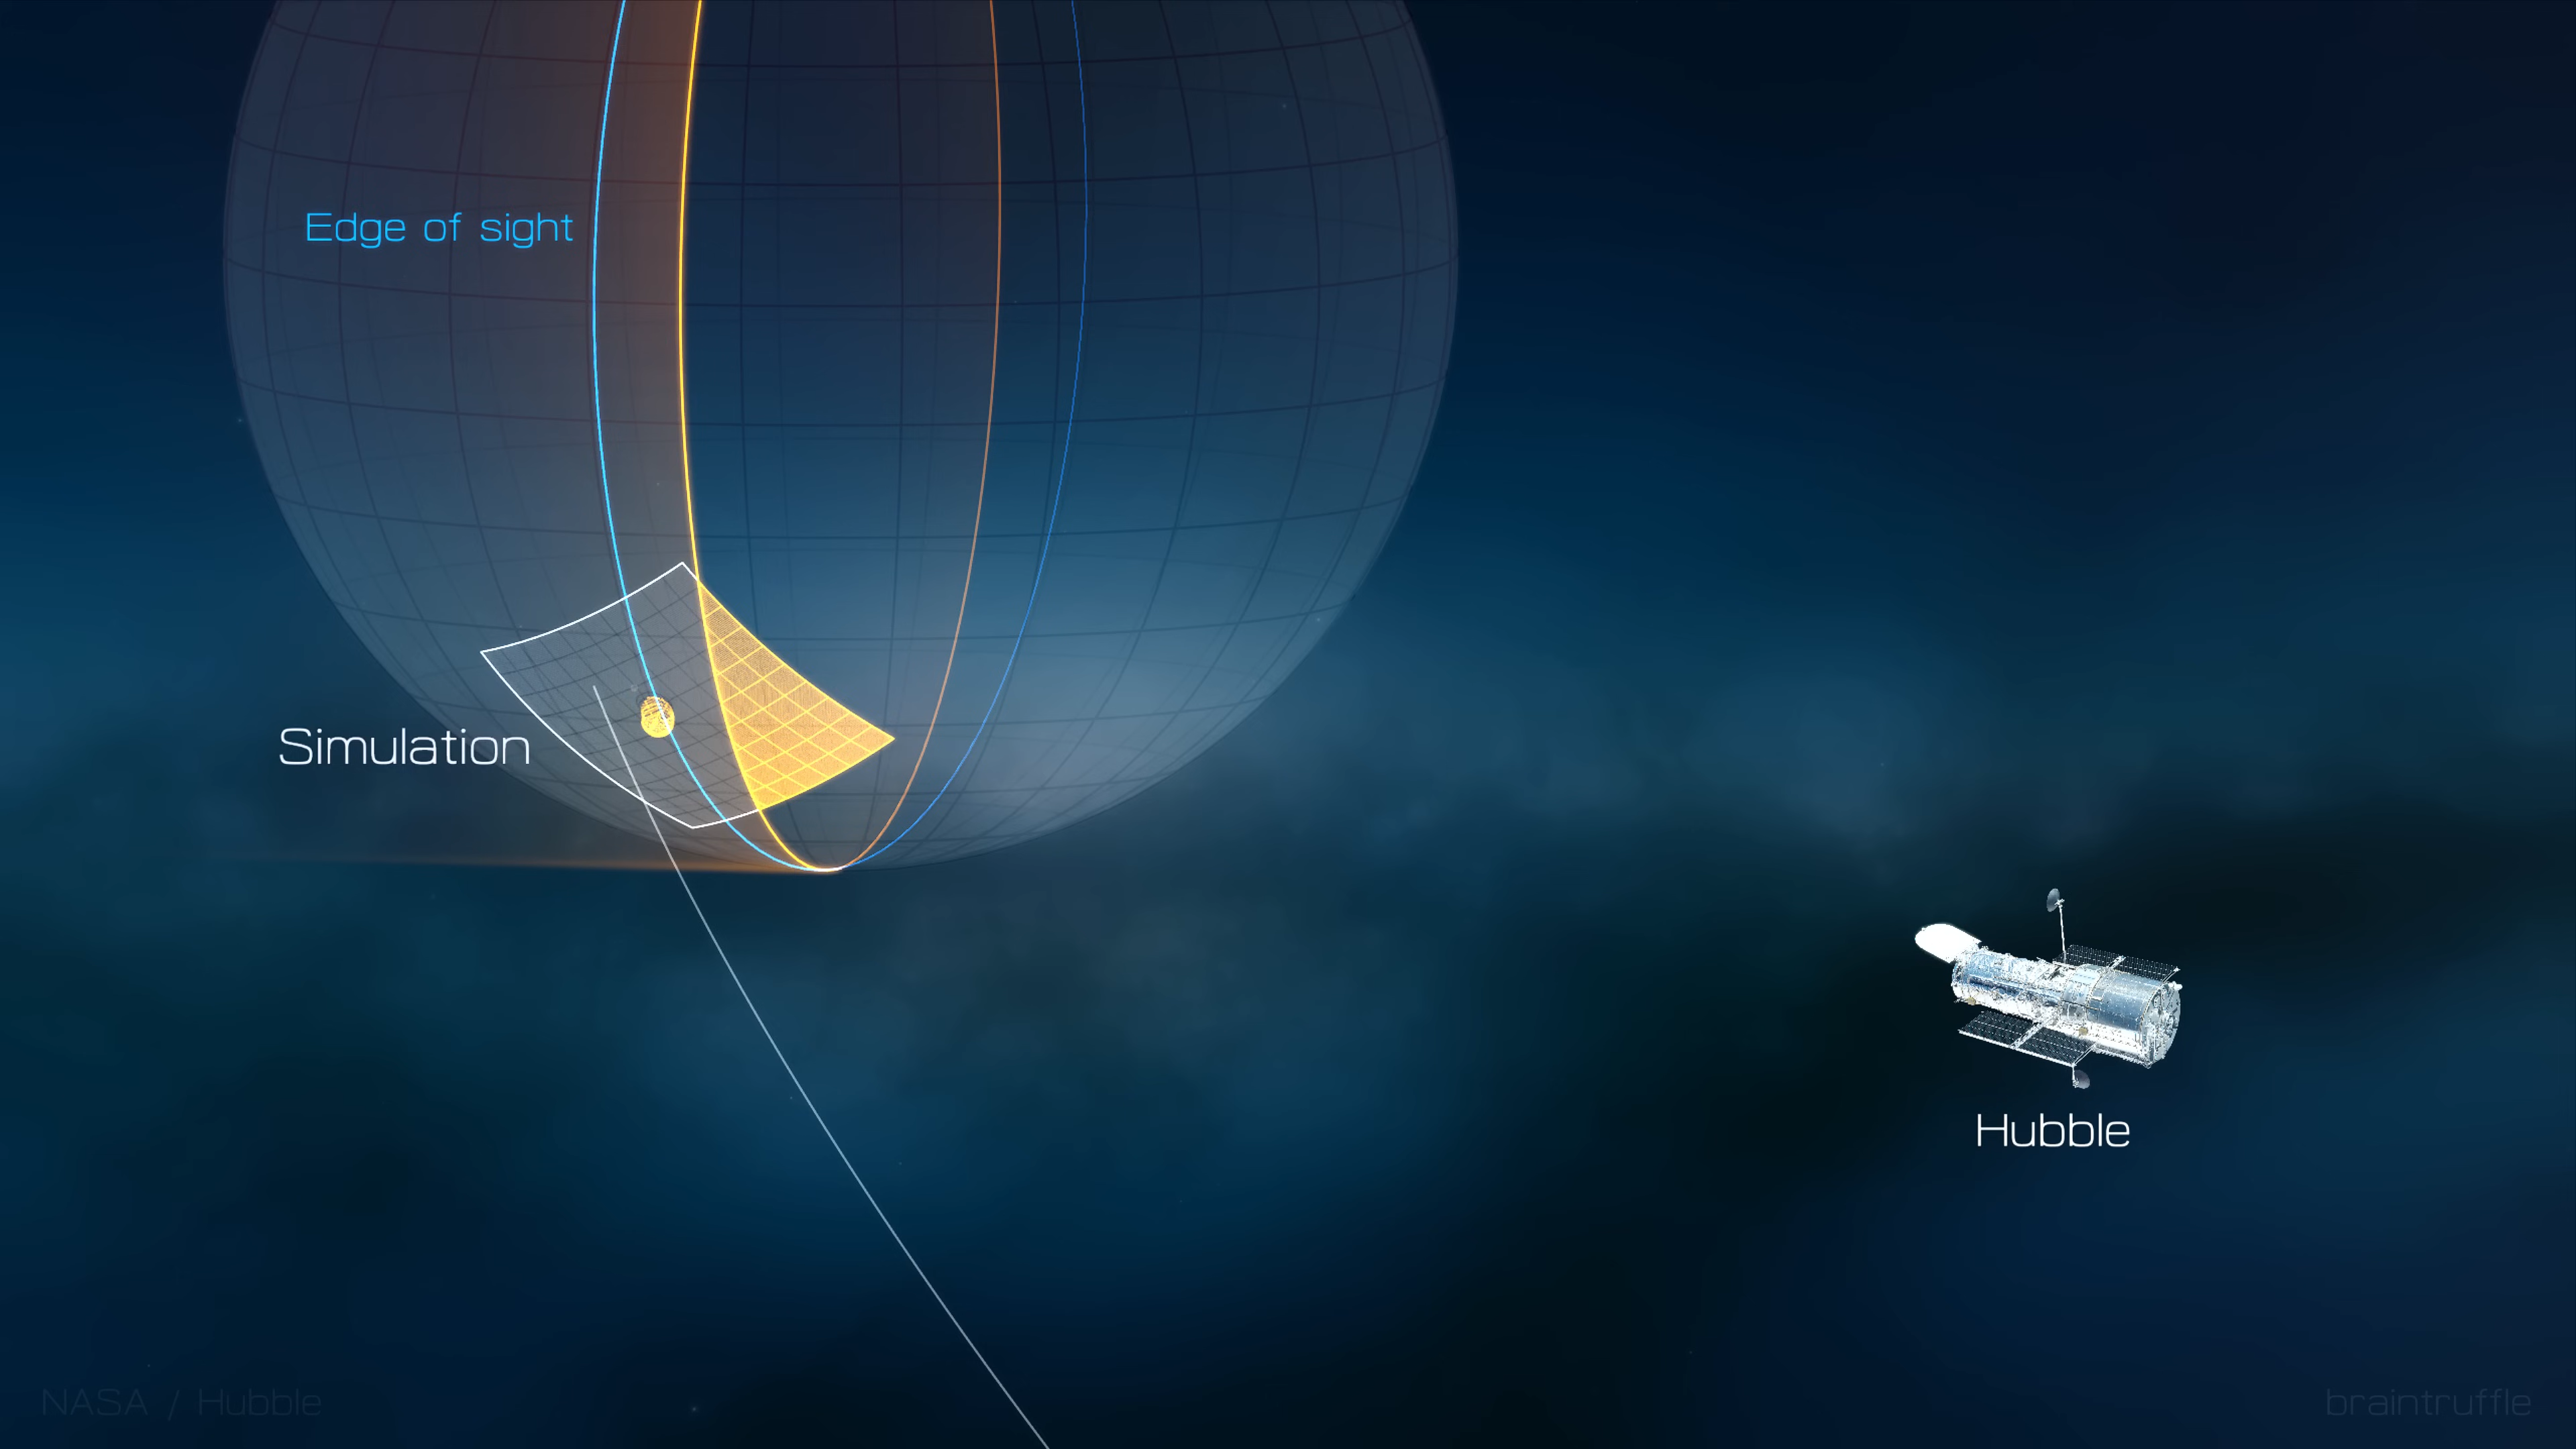 Edge of sight
Simulation
Hubble
NASA / Hubble
braintruffle